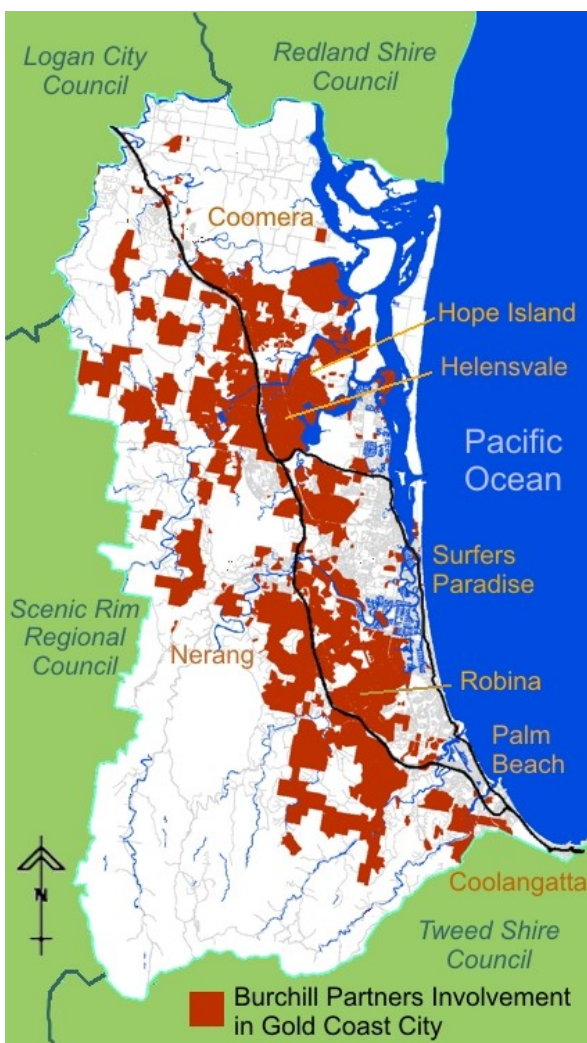 Logan City
Council
Redland Shire
Council
Coomera
Hope Island
Helensvale
Pacific
Ocean
Surfers
Paradise
Scenic Rim
Regional
Council
Nerang
Robina
Palm
Beach
Coolangatta
N
Tweed Shire
Council
Burchill Partners Involvement
in Gold Coast City